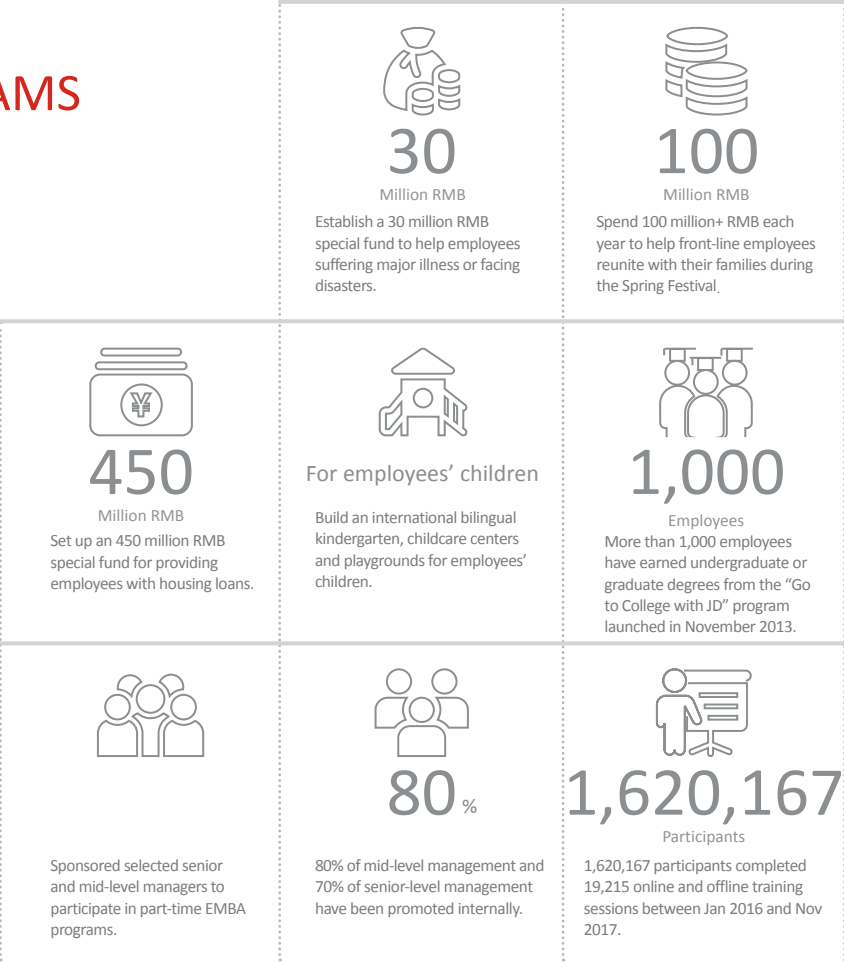 AMS
30
Million RMB
Establish a 30 million RMB
special fund to help employees
suffering major illness or facing
disasters.
100
Million RMB
Spend 100 million+ RMB each
year to help front-line employees
reunite with their families during
the Spring Festival.
¥
450
Million RMB
Set up an 450 million RMB
special fund for providing
employees with housing loans.
For employees’ children
Build an international bilingual
kindergarten, childcare centers
and playgrounds for employees’
children.
1,000
Employees
More than 1,000 employees
have earned undergraduate or
graduate degrees from the “Go
to College with JD” program
launched in November 2013.
Sponsored selected senior
and mid-level managers to
participate in part-time EMBA
programs.
80 %
80% of mid-level management and
70% of senior-level management
have been promoted internally.
1,620,167
Participants
1,620,167 participants completed
19,215 online and offline training
sessions between Jan 2016 and Nov
2017.